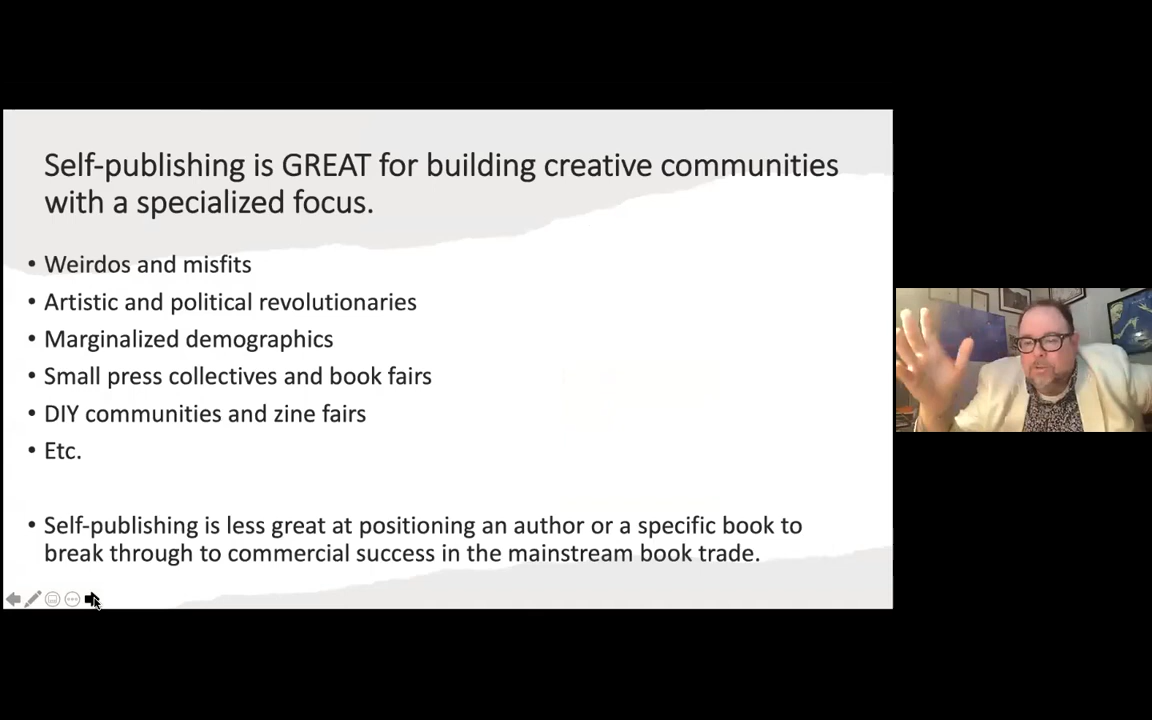 Self-publishing is GREAT for building creative communities
with a specialized focus.
• Weirdos and misfits
• Artistic and political revolutionaries
• Marginalized demographics
• Small press collectives and book fairs
• DIY communities and zine fairs
• Etc.
• Self-publishing is less great at positioning an author or a specific book to
break through to commercial success in the mainstream book trade.